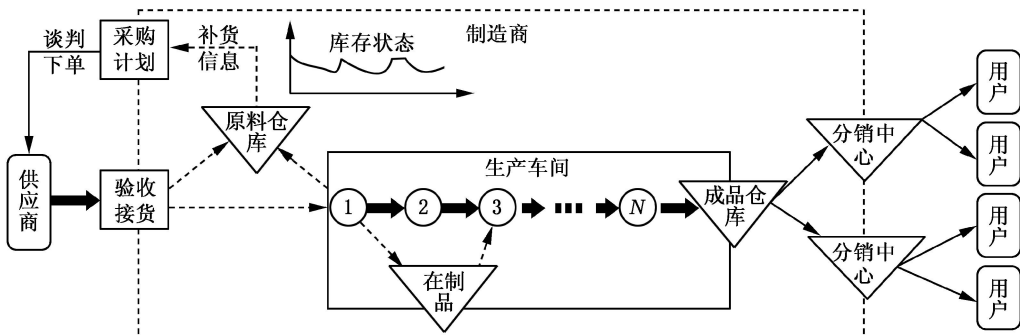 谈判
下单
采购
计划
补货
信息
库存状态
制造商
原料仓
库
供应商
验收
接货
生产车间
1
2
3
N
在制
品
成品仓
库
分销中
心
分销中
心
用户
用户
用户
用户